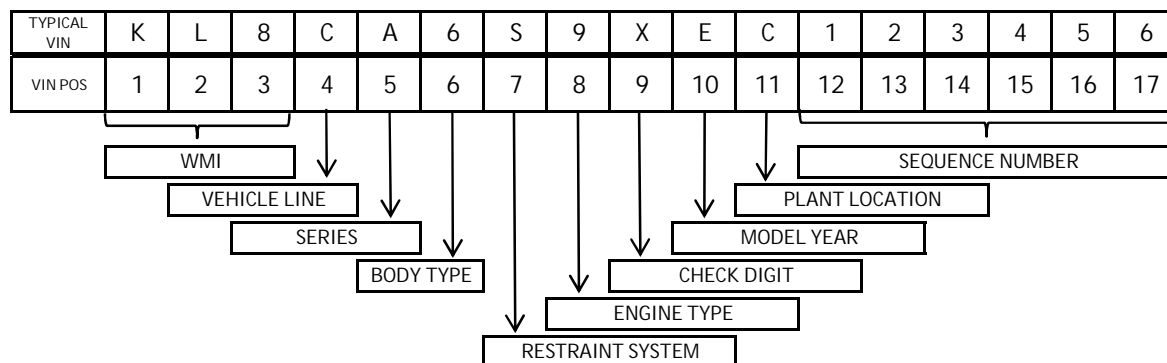 TYPICAL VIN K L 8 C A 6 S 9 X E C 1 2 3 4 5 6
VIN POS 1 2 3 4 5 6 7 8 9 10 11 12 13 14 15 16 17
WMI SEQUENCE NUMBER
VEHICLE LINE PLANT LOCATION
SERIES MODEL YEAR
BODY TYPE CHECK DIGIT
ENGINE TYPE
RESTRAINT SYSTEM